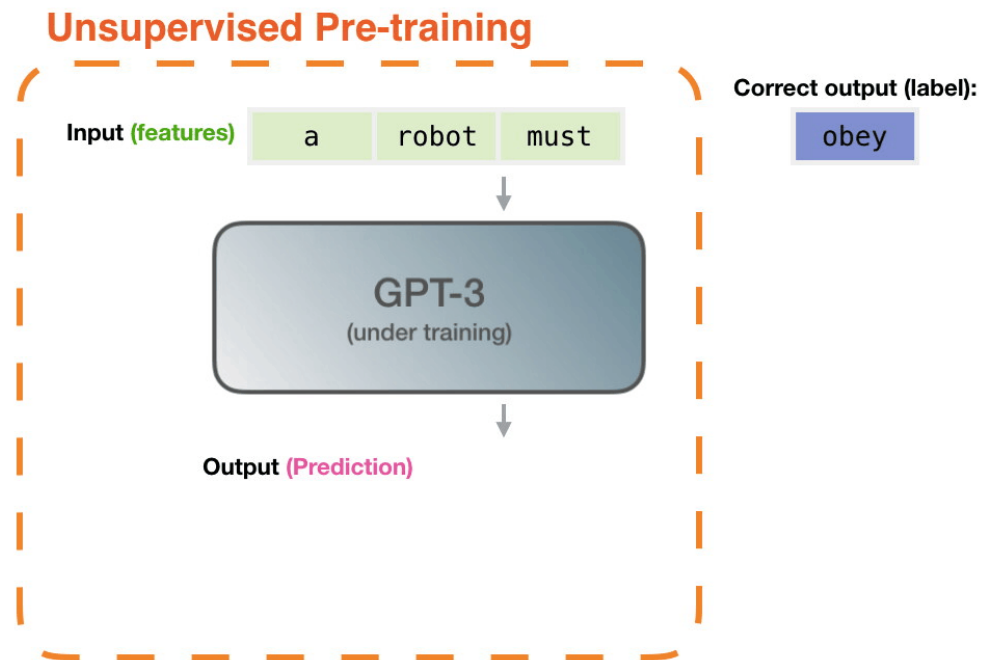 Unsupervised Pre-training
Correct output (label):
Input (features) a robot must
obey
GPT-3
(under training)
Output (Prediction)